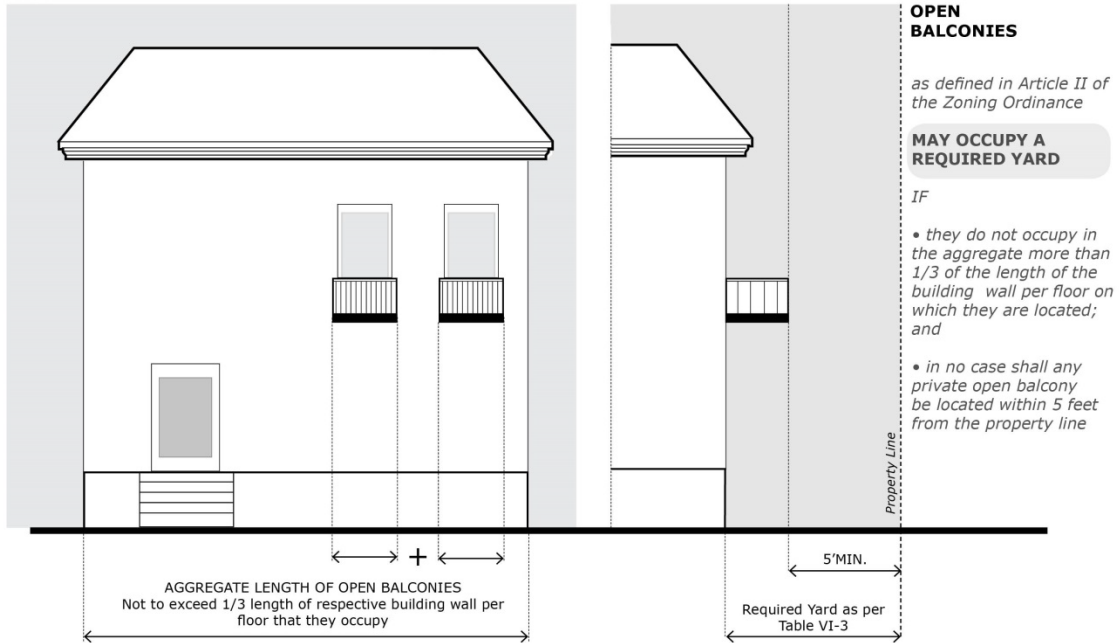 OPEN
BALCONIES
as defined in Article II of
the Zoning Ordinance
MAY OCCUPY A
REQUIRED YARD
IF
• they do not occupy in
the aggregate more than
1/3 of the length of the
building wall per floor on
which they are located;
and
• in no case shall any
private open balcony
be located within 5 feet
from the property line
Property Line
+
5'MIN.
AGGREGATE LENGTH OF OPEN BALCONIES
Not to exceed 1/3 length of respective building wall per
floor that they occupy
Required Yard as per
Table VI-3